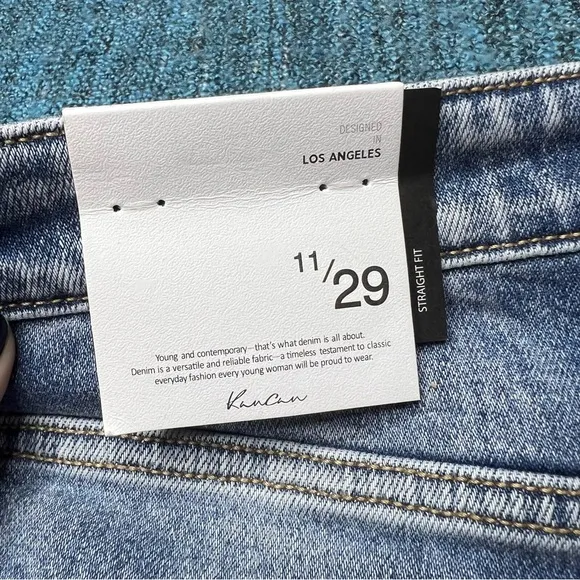 DESIGNED
IN
LOS ANGELES
11/29
STRAIGHT FIT
Young and contemporary—that's what denim is all about.
Denim is a versatile and reliable fabric—a timeless testament to classic
everyday fashion every young woman will be proud to wear.
KanCan